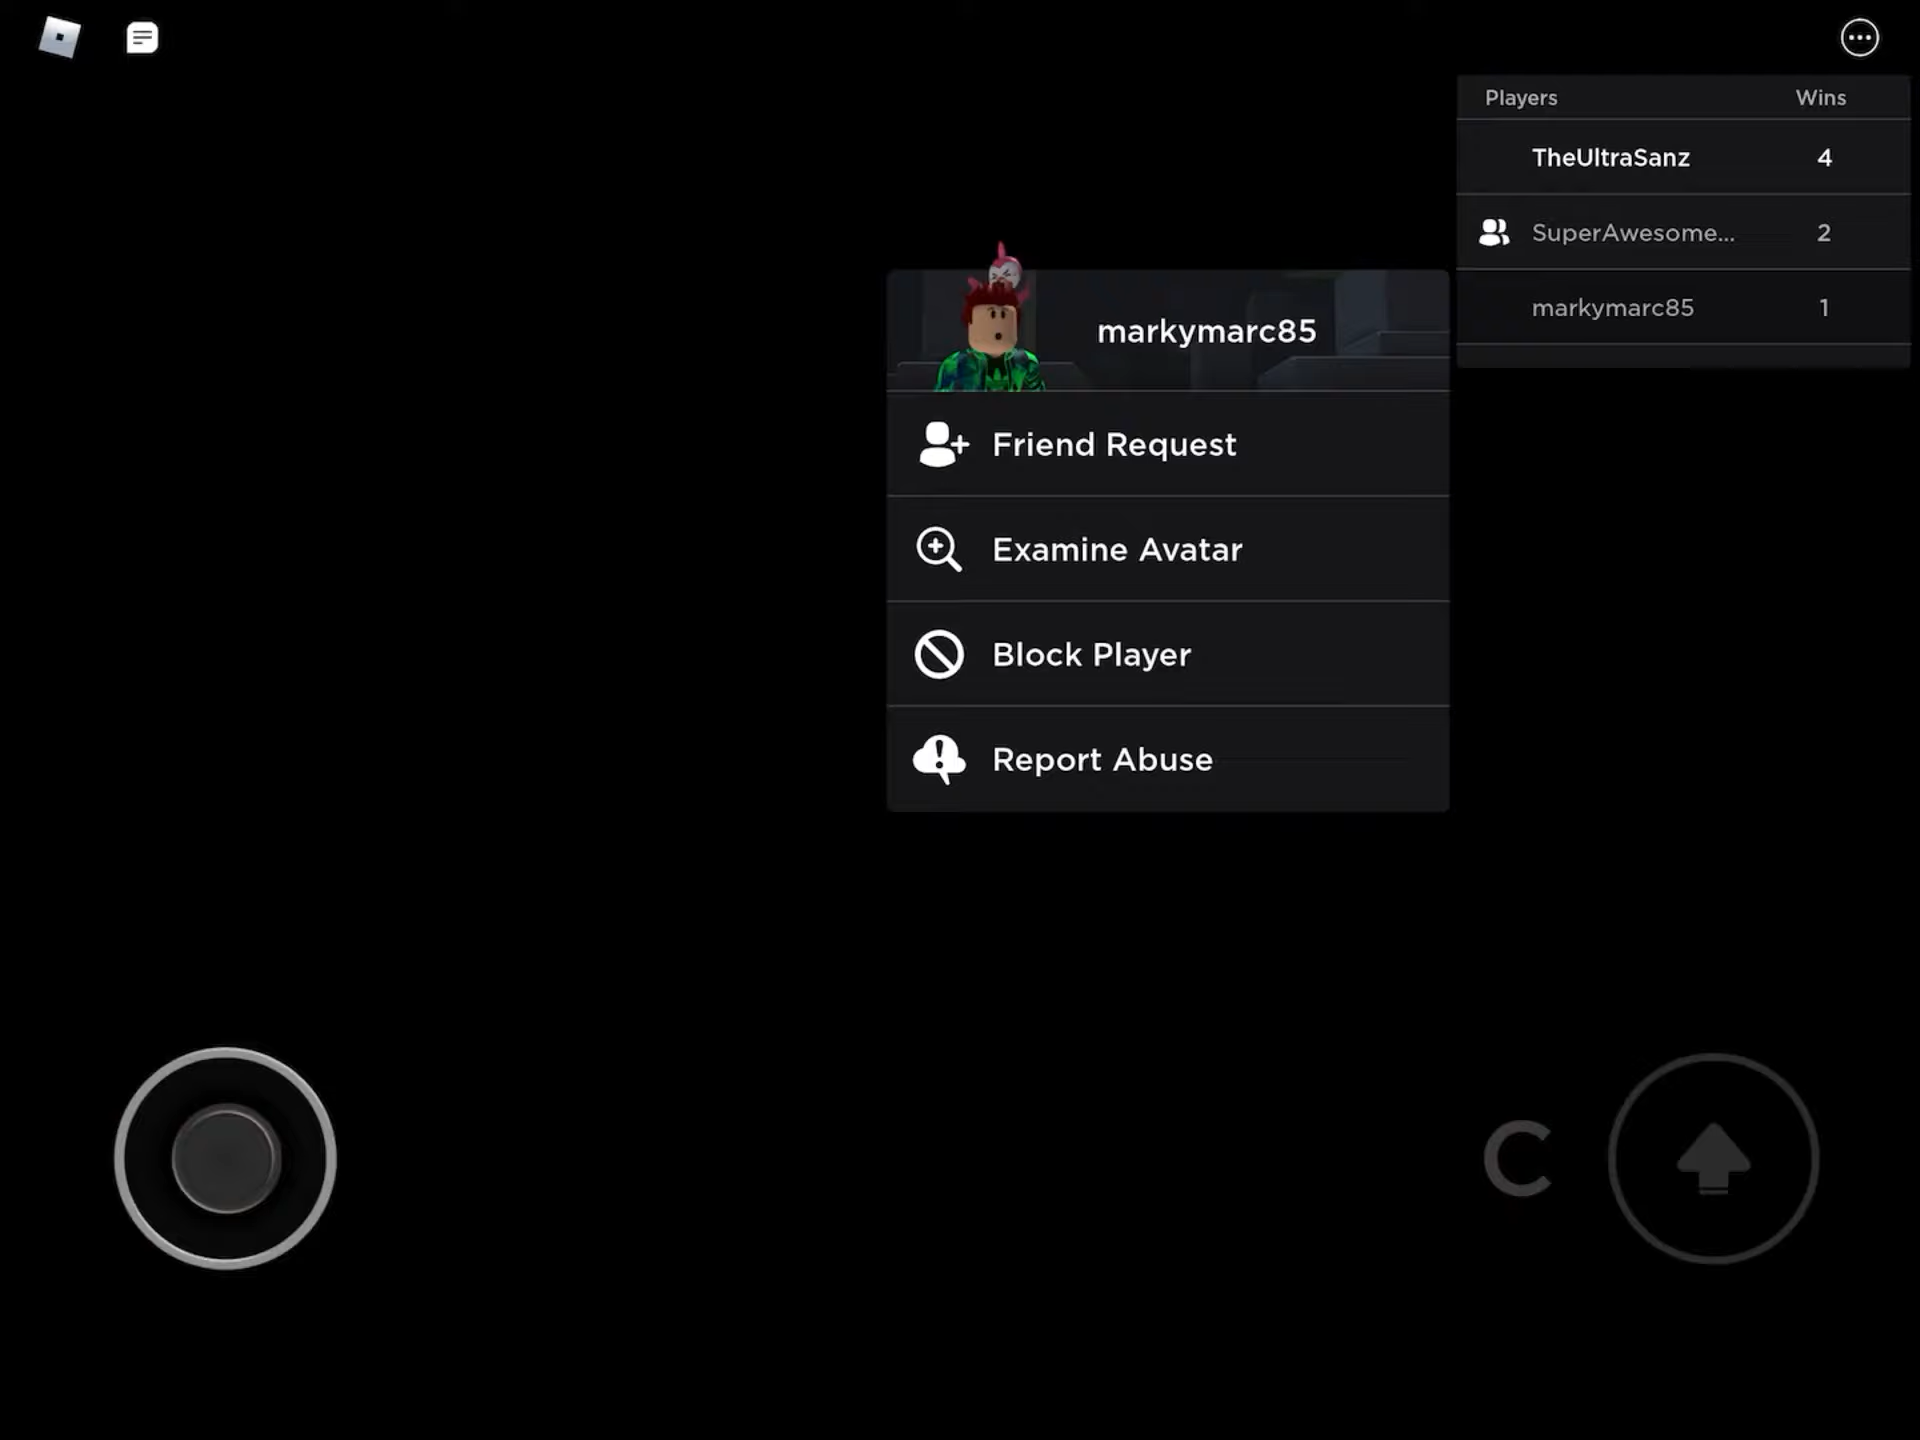 Players Wins
TheUltraSanz 4
SuperAwesome... 2
markymarc85 1
markymarc85
Friend Request
Examine Avatar
Block Player
Report Abuse
C